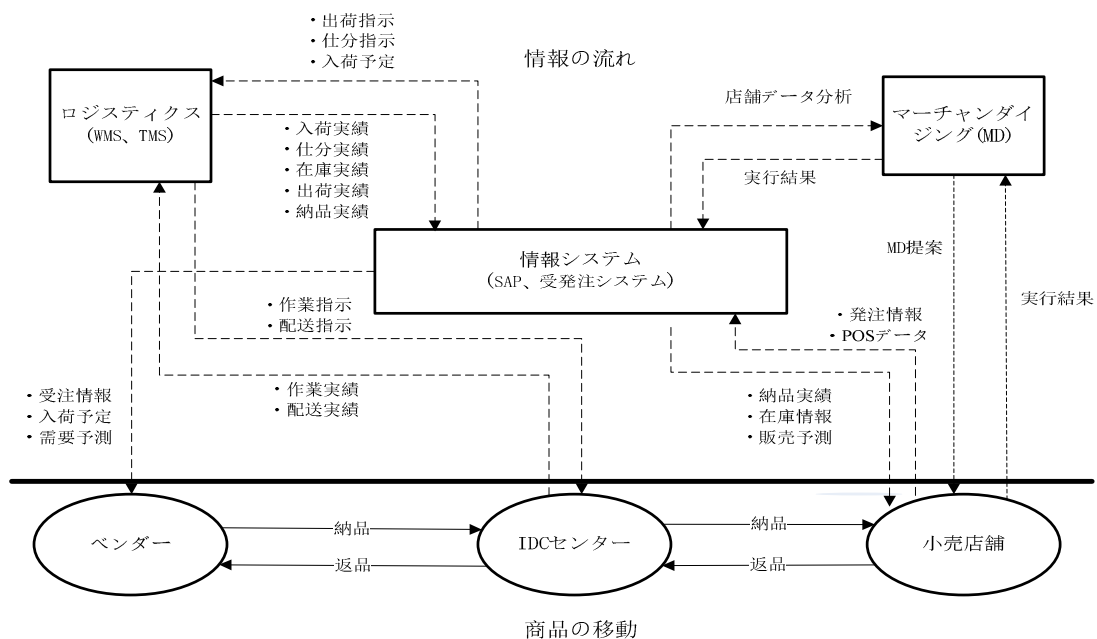 ・出荷指示
・仕分指示
・入荷予定
情報の流れ
ロジスティクス
（WMS、TMS）
・入荷実績
・仕分実績
・在庫実績
・出荷実績
・納品実績
店舗データ分析
マーチャンダイ
ジング(MD)
実行結果
情報システム
（SAP、受発注システム）
MD提案
実行結果
・作業指示
・配送指示
・発注情報
・POSデータ
・受注情報
・入荷予定
・需要予測
・作業実績
・配送実績
・納品実績
・在庫情報
・販売予測
ベンダー
納品
返品
IDCセンター
納品
返品
小売店舗
商品の移動